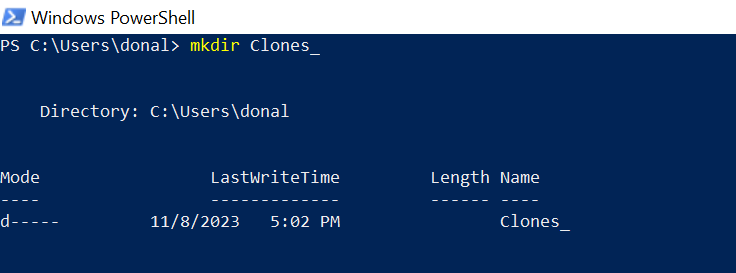 Windows PowerShell
PS C:\Users\donal> mkdir Clones_
Directory: C:\Users\donal
Mode LastWriteTime Length Name
---- ------------- ------ ----
d----- 11/8/2023 5:02 PM Clones_